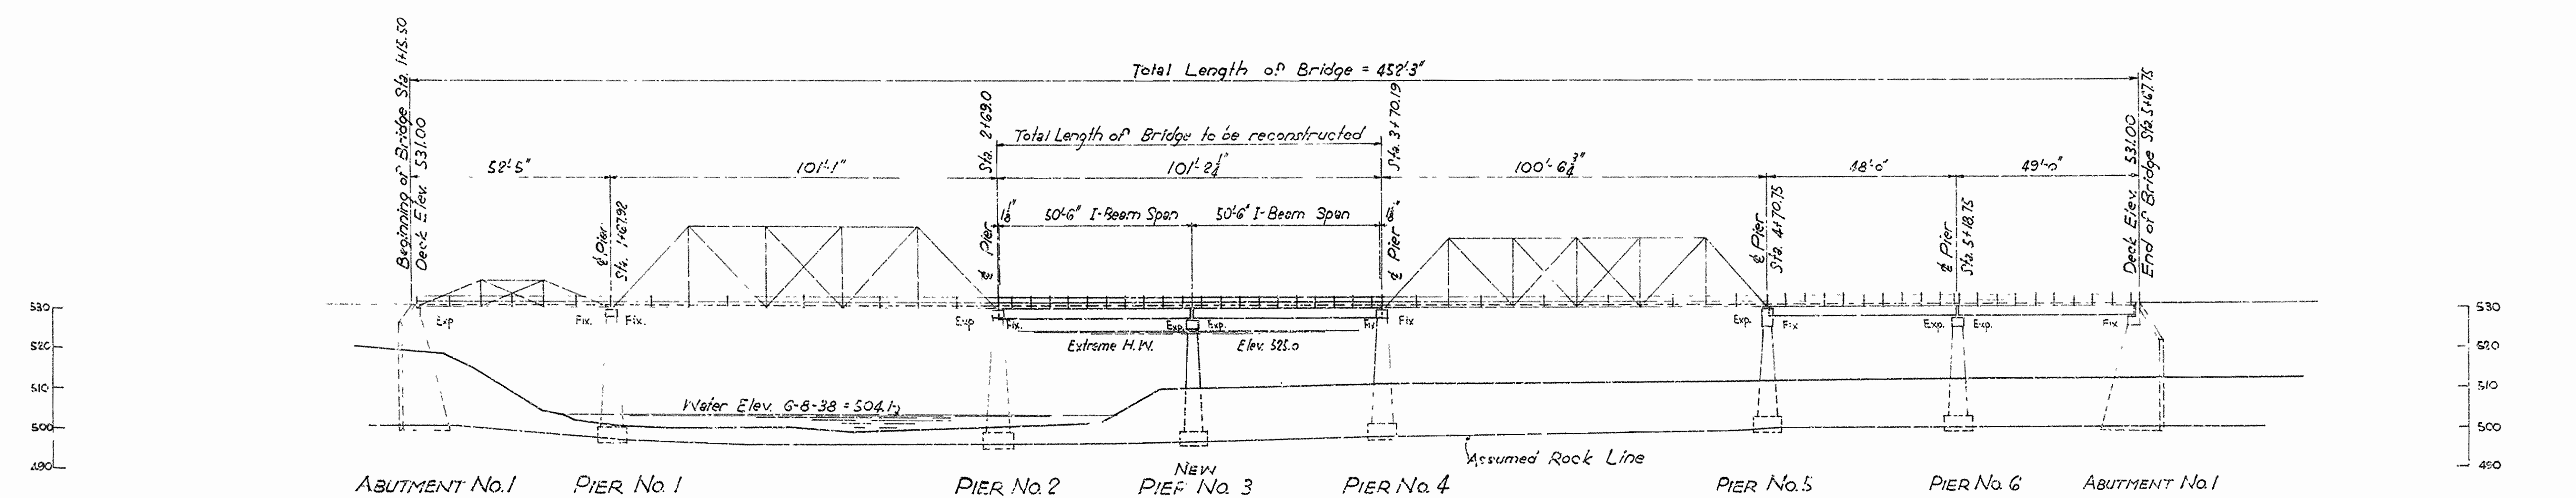 Total Length of Bridge = 452'-3"
Begining of Bridge Sta. 1+15.50
Deck Elev. 531.00
Sta. 2+69.0
Total Length of Bridge to be reconstructed
Sta. 3+70.19
Deck Elev. 531.00
End of Bridge Sta. 5+67.75
52'-5"
101'-1"
101'-2¼"
100'-6¾"
48'-0"
49'-0"
℄ Pier
Sta. 1+67.92
℄ Pier
1⅛"
50'-6" I-Beam Span
50'-6" I-Beam Span
1⅛"
℄ Pier
℄ Pier
Sta. 4+70.75
℄ Pier
Sta. 5+18.75
530
Exp
Fix.
Fix.
Exp
Fix.
Exp.
Exp.
Fix
Fix
Exp.
Fix
Exp.
Exp.
Fix
530
Extreme H.W.
Elev. 525.0
520
520
510
510
Water Elev. 6-8-38 = 504.1
500
500
490
Assumed Rock Line
490
ABUTMENT No. 1
PIER No. 1
PIER No. 2
NEW
PIER No. 3
PIER No. 4
PIER No. 5
PIER No. 6
ABUTMENT No. 1